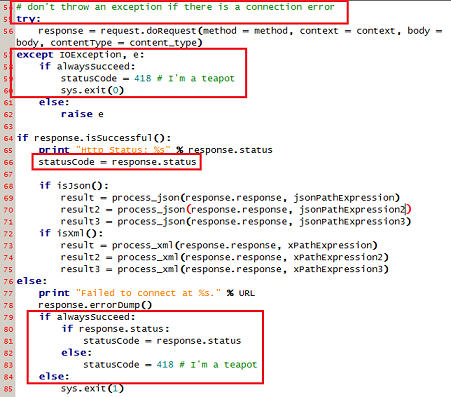 54 # don't throw an exception if there is a connection error
55 try:
56 response = request.doRequest(method = method, context = context, body =
body, contentType = content_type)
57 except IOException, e:
58 if alwaysSucceed:
59 statusCode = 418 # I'm a teapot
60 sys.exit(0)
61 else:
62 raise e
63
64 if response.isSuccessful():
65 print "Http Status: %s" % response.status
66 statusCode = response.status
67
68 if isJson():
69 result = process_json(response.response, jsonPathExpression)
70 result2 = process_json(response.response, jsonPathExpression2)
71 result3 = process_json(response.response, jsonPathExpression3)
72 if isXml():
73 result = process_xml(response.response, xPathExpression)
74 result2 = process_xml(response.response, xPathExpression2)
75 result3 = process_xml(response.response, xPathExpression3)
76 else:
77 print "Failed to connect at %s." % URL
78 response.errorDump()
79 if alwaysSucceed:
80 if response.status:
81 statusCode = response.status
82 else:
83 statusCode = 418 # I'm a teapot
84 else:
85 sys.exit(1)